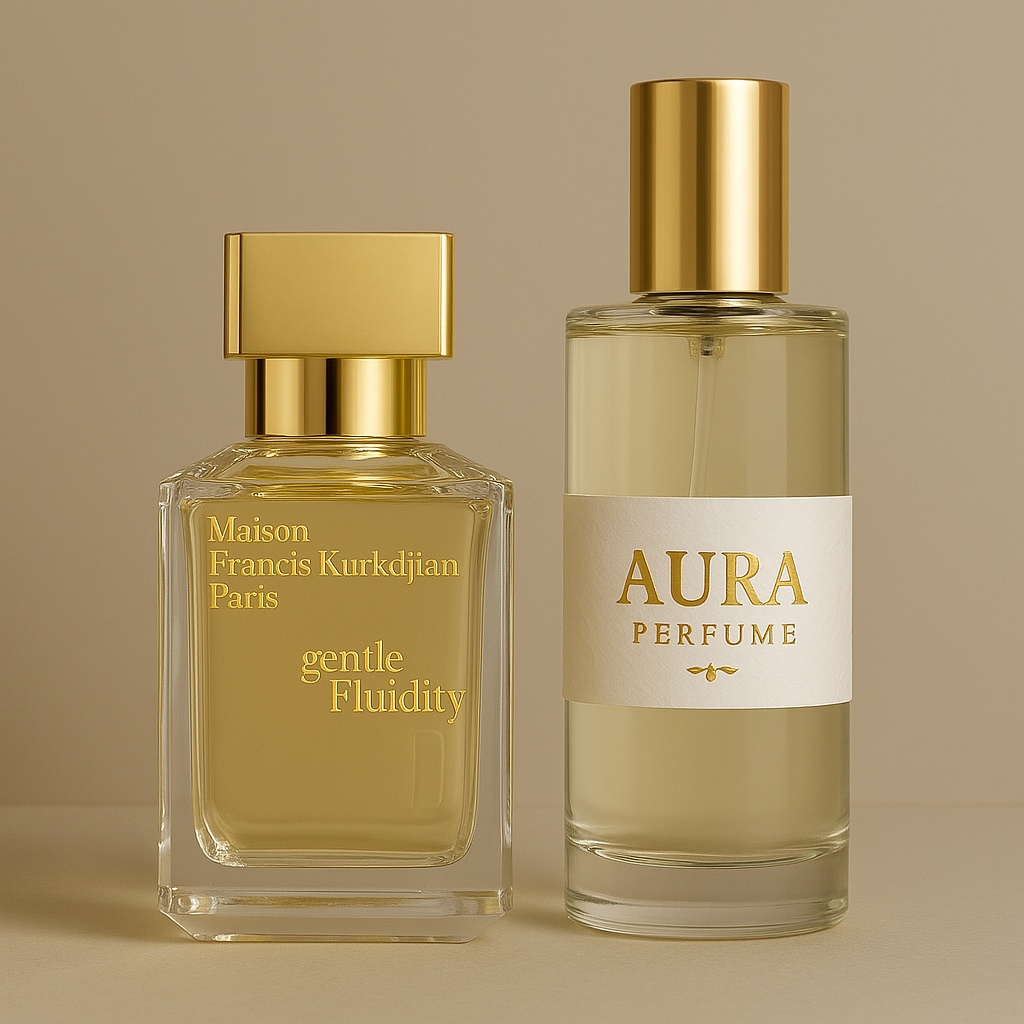 Maison
Francis Kurkdjian
Paris
gentle
Fluidity
AURA
PERFUME